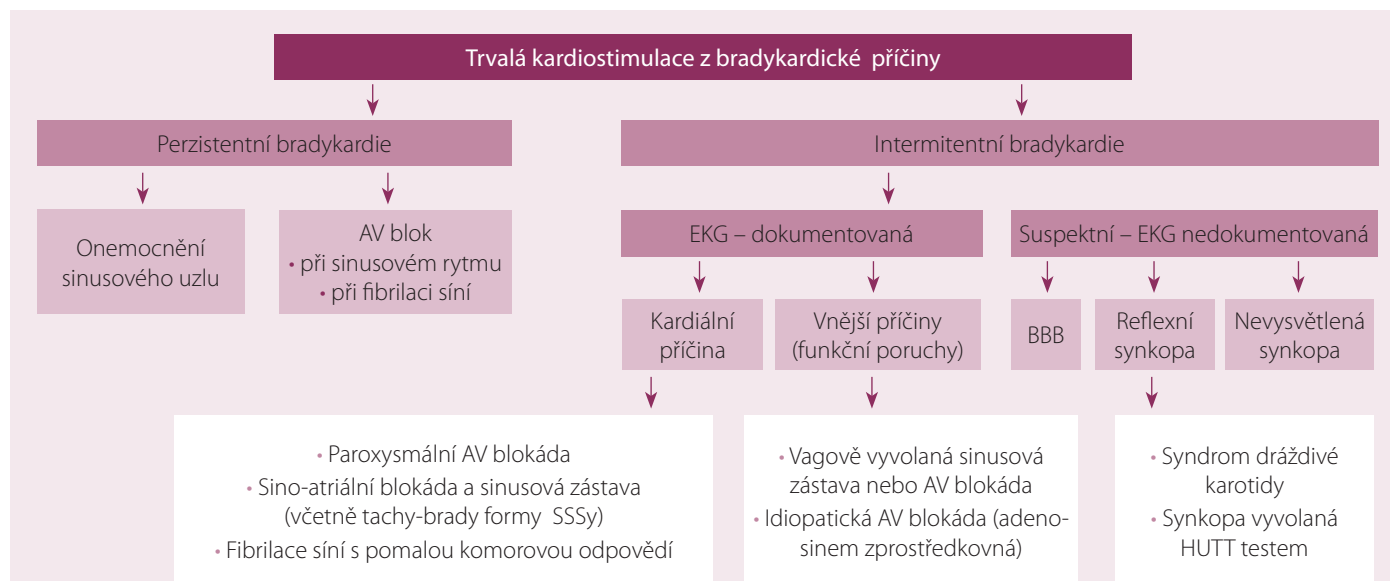 Trvalá kardiostimulace z bradykardické příčiny
Perzistentní bradykardie
Intermitentní bradykardie
Onemocnění
sinusového uzlu
AV blok
• při sinusovém rytmu
• při fibrilaci síní
EKG – dokumentovaná
Suspektní – EKG nedokumentovaná
Kardiální
příčina
Vnější příčiny
(funkční poruchy)
BBB
Reflexní
synkopa
Nevysvětlená
synkopa
• Paroxysmální AV blokáda
• Sino-atriální blokáda a sinusová zástava
(včetně tachy-brady formy SSSy)
• Fibrilace síní s pomalou komorovou odpovědí
• Vagově vyvolaná sinusová
zástava nebo AV blokáda
• Idiopatická AV blokáda (adeno-
sinem zprostředkovná)
• Syndrom dráždivé
karotidy
• Synkopa vyvolaná
HUTT testem